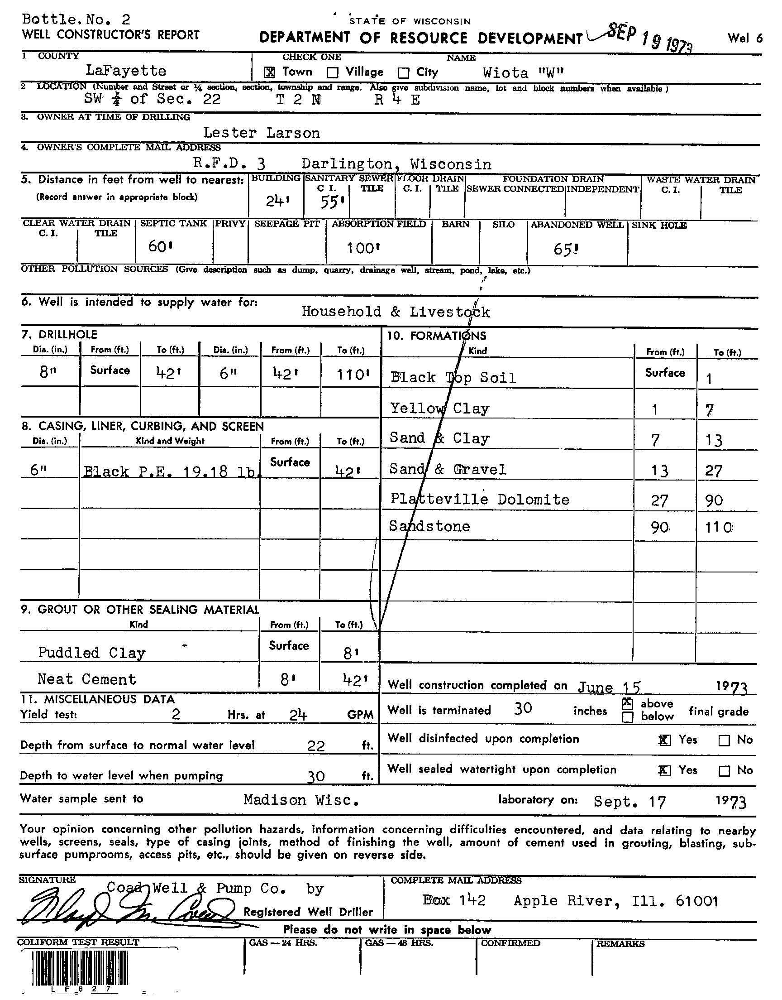 Bottle. No. 2
STATE OF WISCONSIN
WELL CONSTRUCTOR'S REPORT
DEPARTMENT OF RESOURCE DEVELOPMENT
SEP 19 1973
Wel 6
1 COUNTY
CHECK ONE
NAME
LaFayette
X Town Village City
Wiota "W"
2 LOCATION (Number and Street or ¼ section, section, township and range. Also give subdivision name, lot and block numbers when available )
SW ¼ of Sec. 22 T 2 N R 4 E
3. OWNER AT TIME OF DRILLING
Lester Larson
4. OWNER'S COMPLETE MAIL ADDRESS
R.F.D. 3 Darlington, Wisconsin
5. Distance in feet from well to nearest:
(Record answer in appropriate block)
BUILDING SANITARY SEWER FLOOR DRAIN FOUNDATION DRAIN WASTE WATER DRAIN
C I. TILE C. I. TILE SEWER CONNECTED INDEPENDENT C. I. TILE
24' 55'
CLEAR WATER DRAIN SEPTIC TANK PRIVY SEEPAGE PIT ABSORPTION FIELD BARN SILO ABANDONED WELL SINK HOLE
C. I. TILE
60' 100' 65!
OTHER POLLUTION SOURCES (Give description such as dump, quarry, drainage well, stream, pond, lake, etc.)
6. Well is intended to supply water for:
Household & Livestock
7. DRILLHOLE
Dia. (in.) From (ft.) To (ft.) Dia. (in.) From (ft.) To (ft.)
8" Surface 42' 6" 42' 110'
8. CASING, LINER, CURBING, AND SCREEN
Dia. (in.) Kind and Weight From (ft.) To (ft.)
6" Black P.E. 19.18 lb. Surface 42'
9. GROUT OR OTHER SEALING MATERIAL
Kind From (ft.) To (ft.)
Puddled Clay Surface 8'
Neat Cement 8' 42'
10. FORMATIONS
Kind From (ft.) To (ft.)
Black Top Soil Surface 1
Yellow Clay 1 7
Sand & Clay 7 13
Sand & Gravel 13 27
Platteville Dolomite 27 90
Sandstone 90 110
11. MISCELLANEOUS DATA
Yield test: 2 Hrs. at 24 GPM
Depth from surface to normal water level 22 ft.
Depth to water level when pumping 30 ft.
Well construction completed on June 15 1973
Well is terminated 30 inches X above below final grade
Well disinfected upon completion X Yes No
Well sealed watertight upon completion X Yes No
Water sample sent to Madison Wisc. laboratory on: Sept. 17 1973
Your opinion concerning other pollution hazards, information concerning difficulties encountered, and data relating to nearby
wells, screens, seals, type of casing joints, method of finishing the well, amount of cement used in grouting, blasting, sub-
surface pumprooms, access pits, etc., should be given on reverse side.
SIGNATURE
Coad Well & Pump Co. by
Registered Well Driller
COMPLETE MAIL ADDRESS
Box 142 Apple River, Ill. 61001
Please do not write in space below
COLIFORM TEST RESULT GAS — 24 HRS. GAS — 48 HRS. CONFIRMED REMARKS
L F 8 2 7